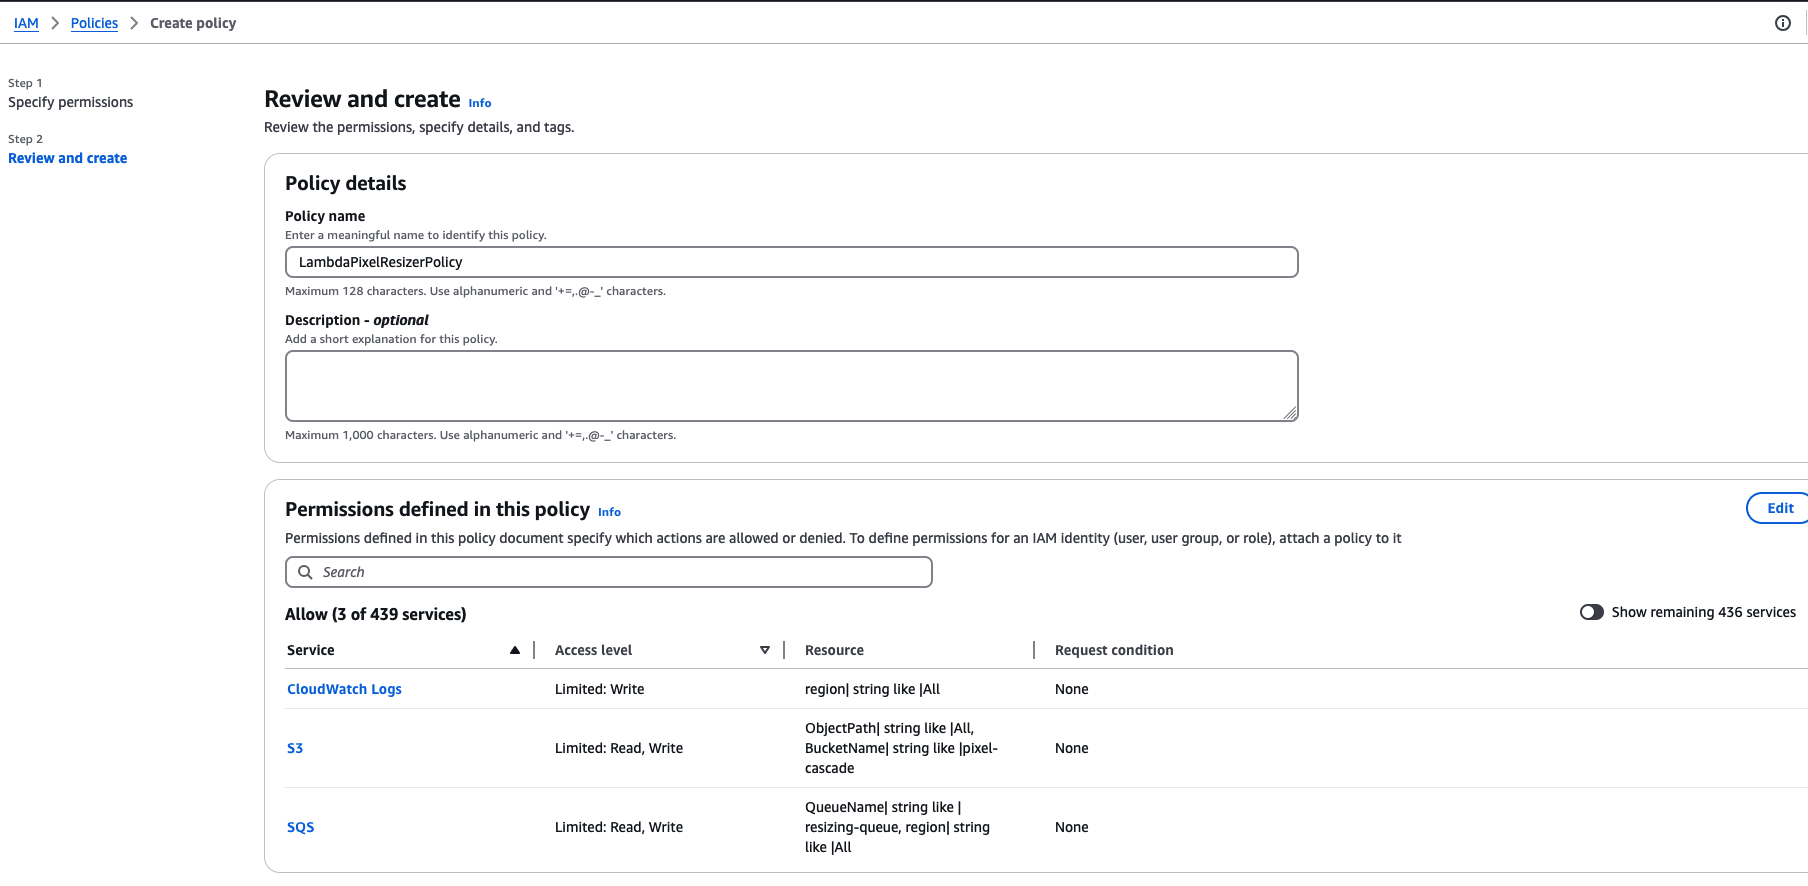 IAM > Policies > Create policy
Step 1
Specify permissions
Step 2
Review and create
Review and create Info
Review the permissions, specify details, and tags.
Policy details
Policy name
Enter a meaningful name to identify this policy.
LambdaPixelResizerPolicy
Maximum 128 characters. Use alphanumeric and '+=,.@-_' characters.
Description - optional
Add a short explanation for this policy.
Maximum 1,000 characters. Use alphanumeric and '+=,.@-_' characters.
Permissions defined in this policy Info
Edit
Permissions defined in this policy document specify which actions are allowed or denied. To define permissions for an IAM identity (user, user group, or role), attach a policy to it
Search
Allow (3 of 439 services)
Show remaining 436 services
Service Access level Resource Request condition
CloudWatch Logs Limited: Write region| string like |All None
S3 Limited: Read, Write ObjectPath| string like |All,
BucketName| string like |pixel-
cascade None
SQS Limited: Read, Write QueueName| string like |
resizing-queue, region| string
like |All None